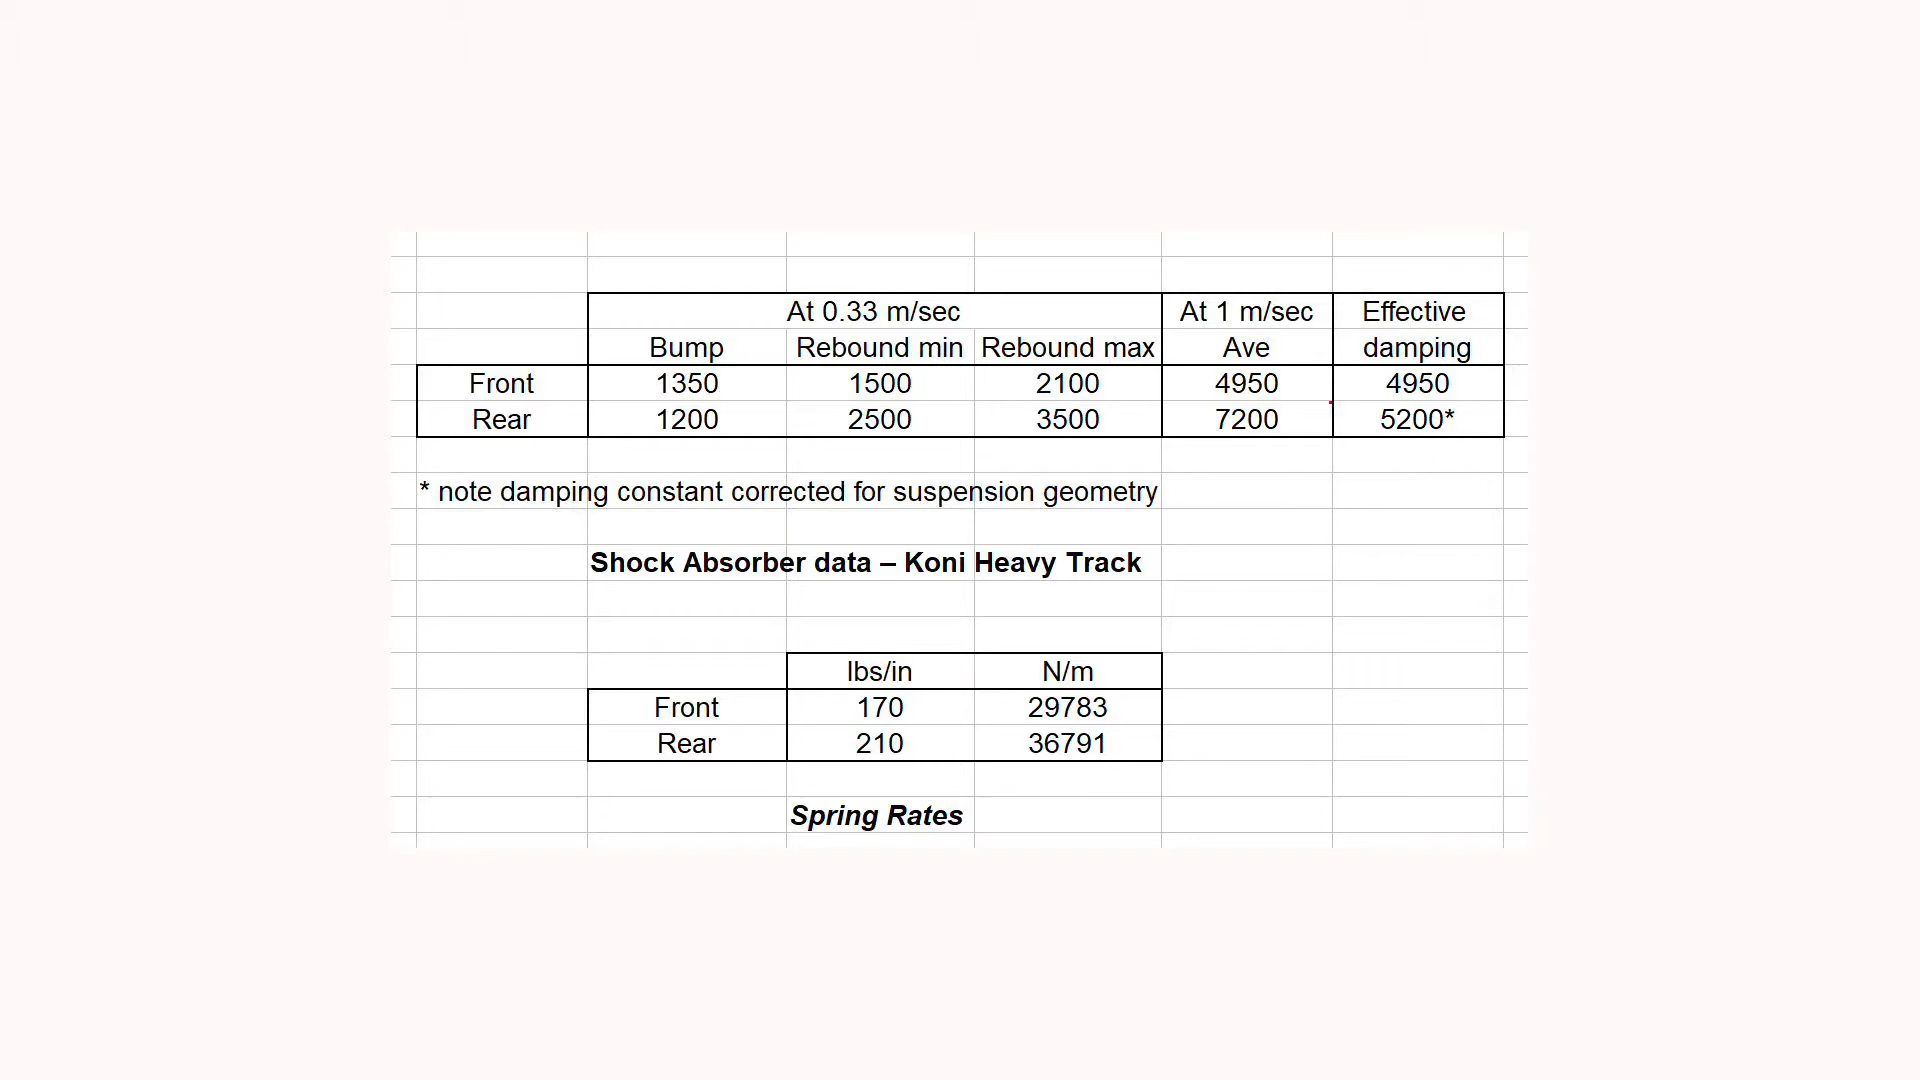 At 0.33 m/sec At 1 m/sec Effective
Bump Rebound min Rebound max Ave damping
Front 1350 1500 2100 4950 4950
Rear 1200 2500 3500 7200 5200*
* note damping constant corrected for suspension geometry
Shock Absorber data – Koni Heavy Track
lbs/in N/m
Front 170 29783
Rear 210 36791
Spring Rates